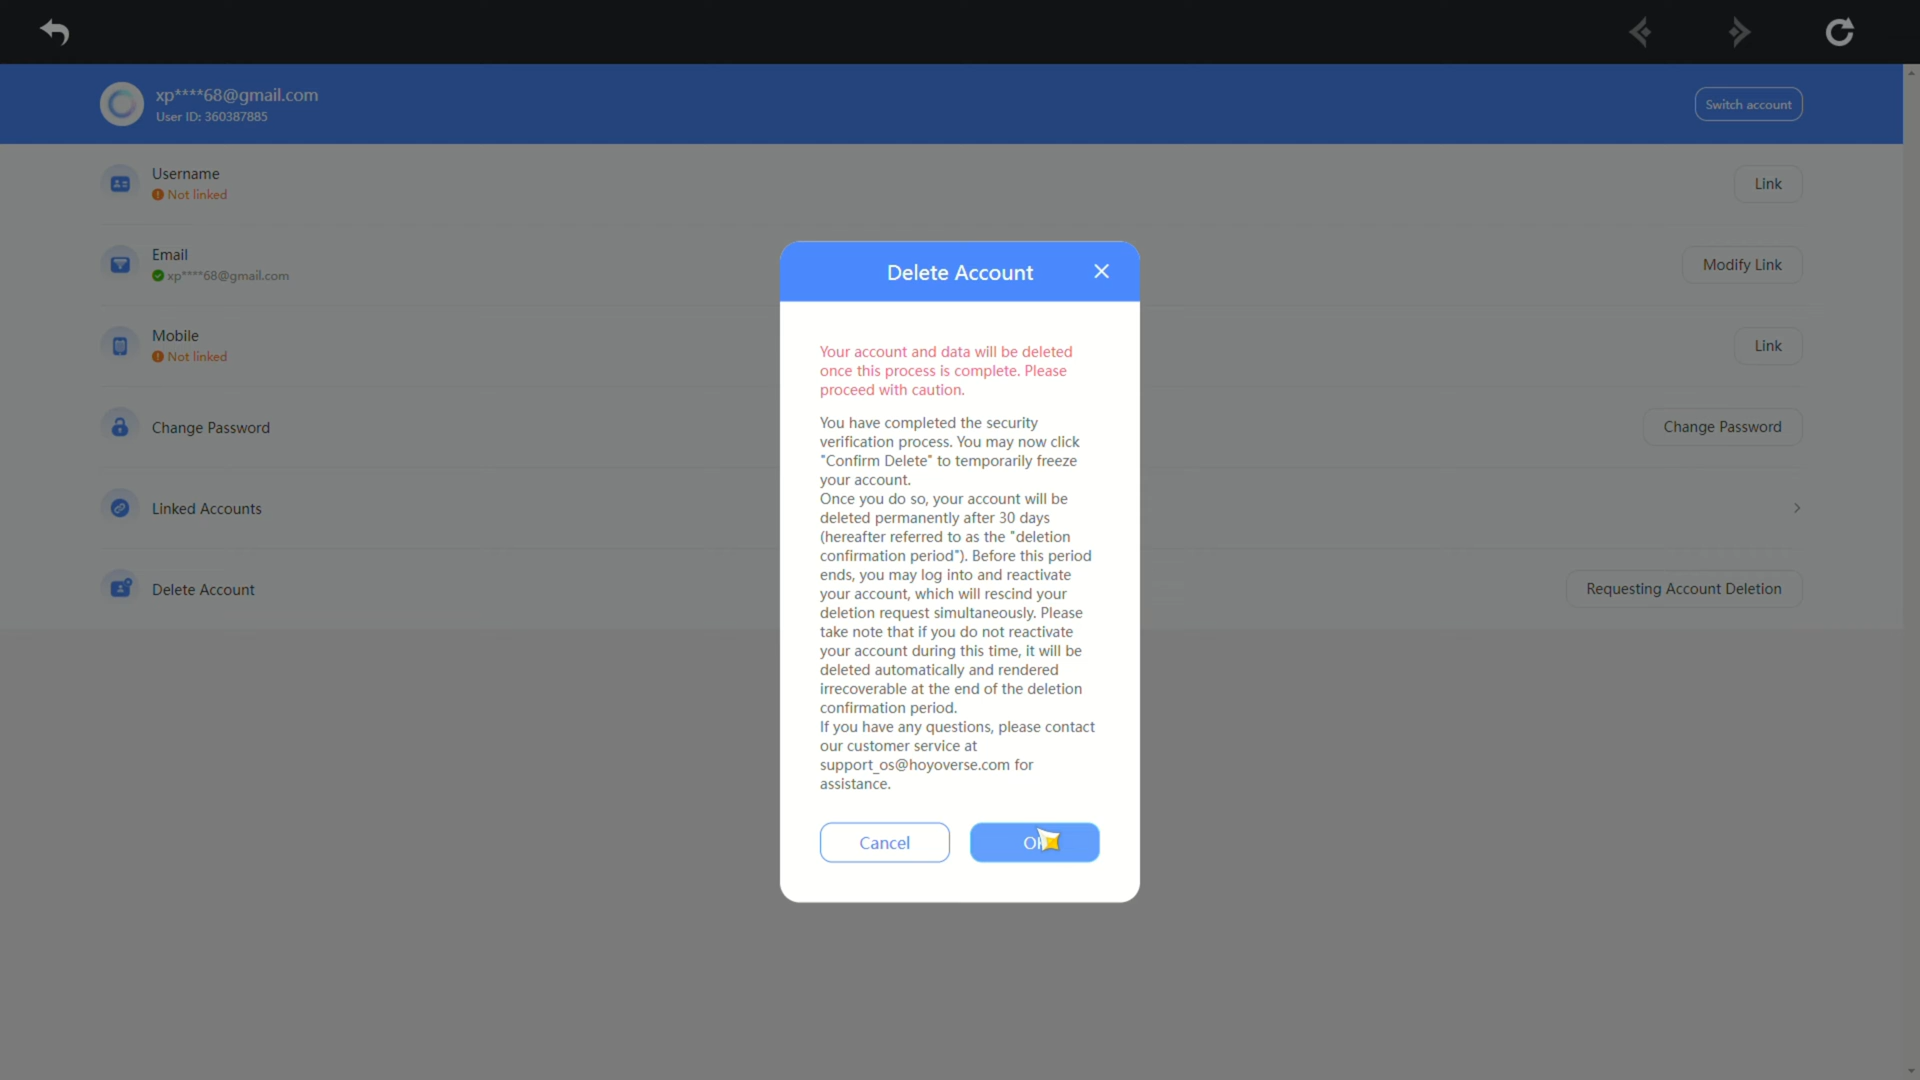 xp****68@gmail.com
User ID: 360387885
Switch account
Username
Not linked
Link
Email
xp****68@gmail.com
Modify Link
Mobile
Not linked
Link
Change Password
Change Password
Linked Accounts
Delete Account
Requesting Account Deletion
Delete Account
Your account and data will be deleted
once this process is complete. Please
proceed with caution.
You have completed the security
verification process. You may now click
"Confirm Delete" to temporarily freeze
your account.
Once you do so, your account will be
deleted permanently after 30 days
(hereafter referred to as the "deletion
confirmation period"). Before this period
ends, you may log into and reactivate
your account, which will rescind your
deletion request simultaneously. Please
take note that if you do not reactivate
your account during this time, it will be
deleted automatically and rendered
irrecoverable at the end of the deletion
confirmation period.
If you have any questions, please contact
our customer service at
support_os@hoyoverse.com for
assistance.
Cancel
OK